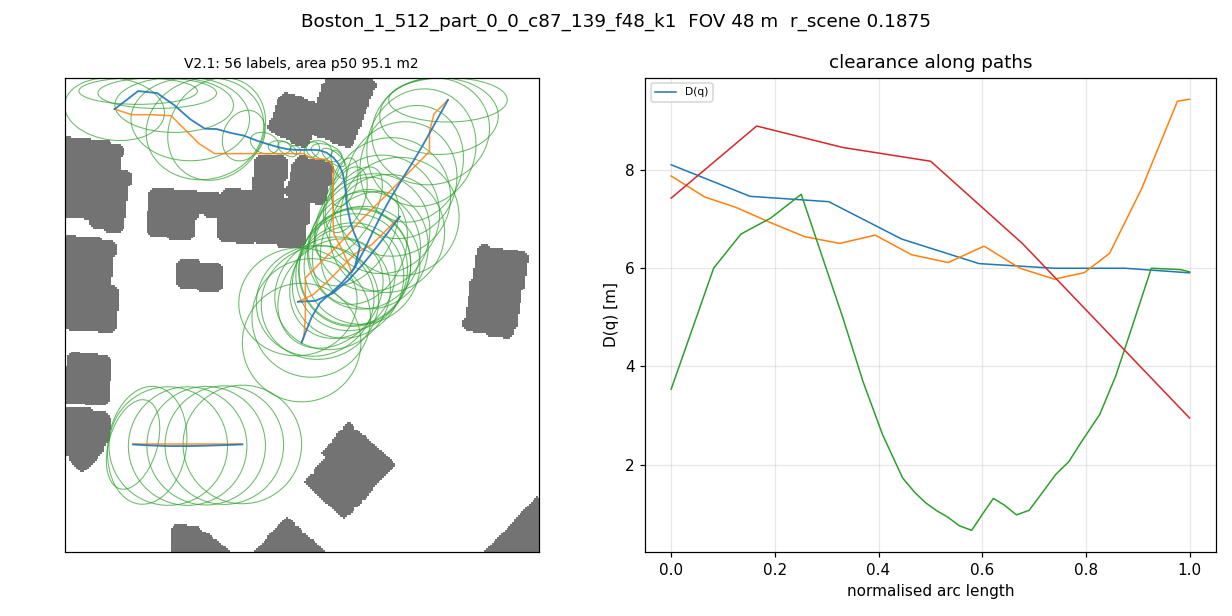 Boston_1_512_part_0_0_c87_139_f48_k1  FOV 48 m  r_scene 0.1875
V2.1: 56 labels, area p50 95.1 m2
clearance along paths
D(q)
D(q) [m]
8
6
4
2
0.0 0.2 0.4 0.6 0.8 1.0
normalised arc length